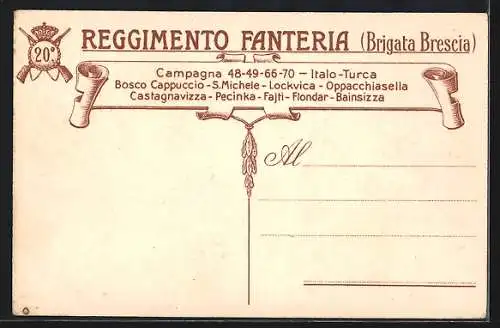 20° REGGIMENTO FANTERIA (Brigata Brescia)
Campagna 48-49-66-70 — Italo-Turca
Bosco Cappuccio - S. Michele - Lockvica - Oppacchiasella
Castagnavizza - Pecinka - Fajti - Flondar - Bainsizza
Al